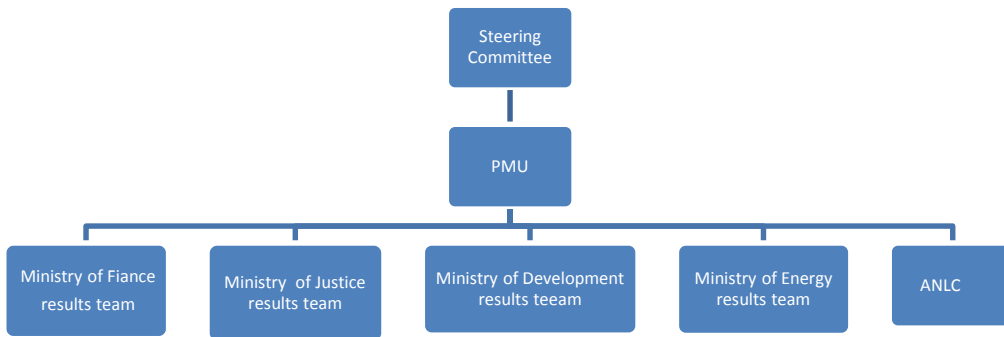 Steering
Committee
PMU
Ministry of Fiance
results team
Ministry of Justice
results team
Ministry of Development
results teeam
Ministry of Energy
results team
ANLC